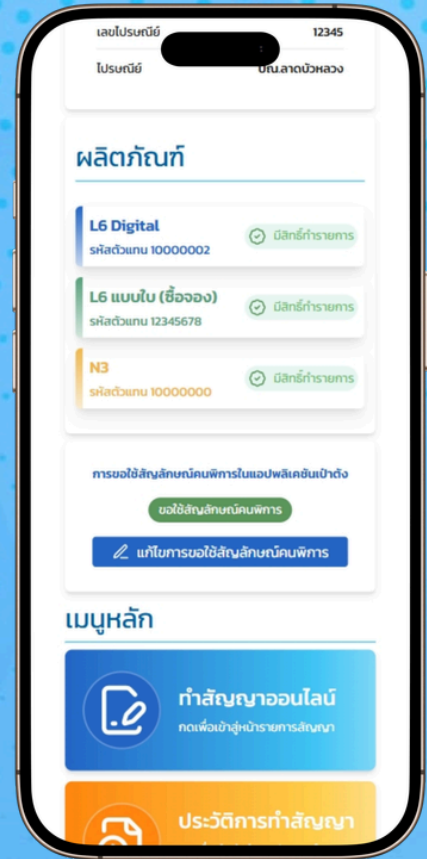 เลขไปรษณีย์ 12345
ไปรษณีย์ ปณ.ลาดบัวหลวง
ผลิตภัณฑ์
L6 Digital
รหัสตัวแทน 10000002
มีสิทธิ์ทำรายการ
L6 แบบใบ (ซื้อจอง)
รหัสตัวแทน 12345678
มีสิทธิ์ทำรายการ
N3
รหัสตัวแทน 10000000
มีสิทธิ์ทำรายการ
การขอใช้สัญลักษณ์คนพิการในแอปพลิเคชันเป๋าตัง
ขอใช้สัญลักษณ์คนพิการ
แก้ไขการขอใช้สัญลักษณ์คนพิการ
เมนูหลัก
ทำสัญญาออนไลน์
กดเพื่อเข้าสู่หน้ารายการสัญญา
ประวัติการทำสัญญา